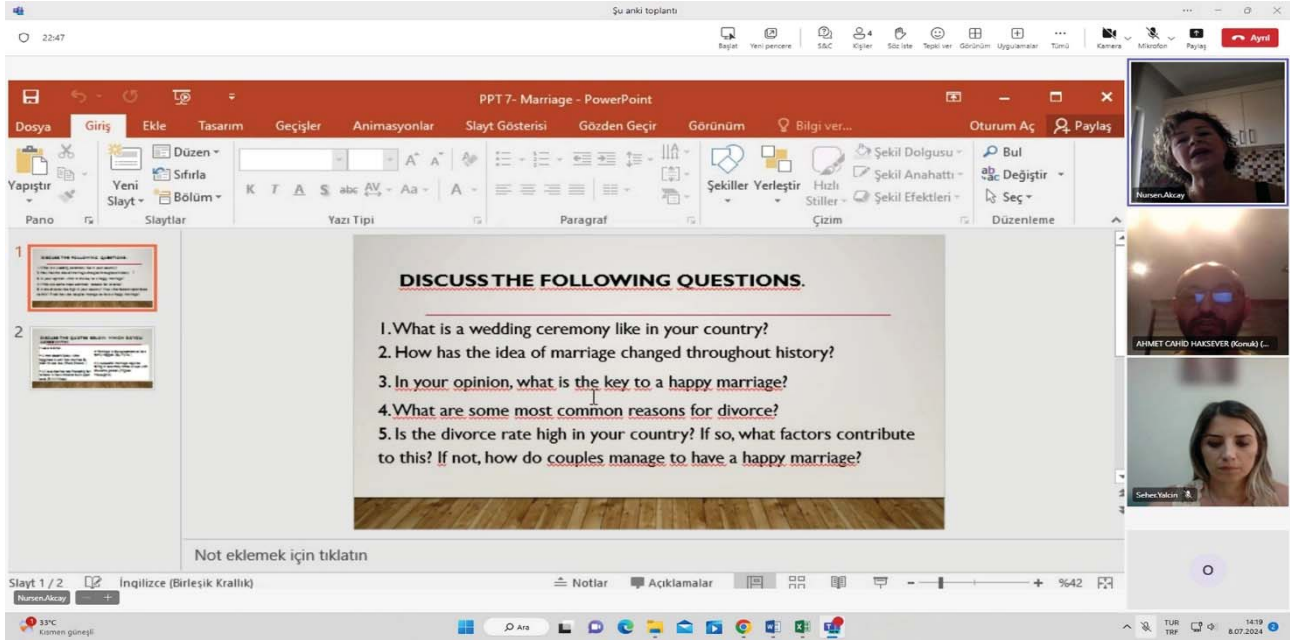 Şu anki toplantı
22:47
Başlat Yeni pencere S&C Kişiler 4 Söz iste Tepki ver Görünüm Uygulamalar Tümü Kamera Mikrofon Paylaş Ayrıl
PPT 7- Marriage - PowerPoint
Dosya Giriş Ekle Tasarım Geçişler Animasyonlar Slayt Gösterisi Gözden Geçir Görünüm Bilgi ver... Oturum Aç Paylaş
Yapıştır
Pano
Yeni
Slayt
Düzen
Sıfırla
Bölüm
Slaytlar
K T A S abc AV Aa A
Yazı Tipi
Paragraf
Şekiller Yerleştir Hızlı
Stiller
Şekil Dolgusu
Şekil Anahattı
Şekil Efektleri
Çizim
Bul
Değiştir
Seç
Düzenleme
1
2
DISCUSS THE FOLLOWING QUESTIONS.
1. What is a wedding ceremony like in your country?
2. How has the idea of marriage changed throughout history?
3. In your opinion, what is the key to a happy marriage?
4. What are some most common reasons for divorce?
5. Is the divorce rate high in your country? If so, what factors contribute
to this? If not, how do couples manage to have a happy marriage?
Not eklemek için tıklatın
Slayt 1 / 2 İngilizce (Birleşik Krallık) Notlar Açıklamalar %42
Nursen.Akcay
Nursen.Akcay
AHMET CAHİD HAKSEVER (Konuk) (...
Seher.Yalcin
O
33°C
Kısmen güneşli
Ara
TUR
TRF
14:19
8.07.2024